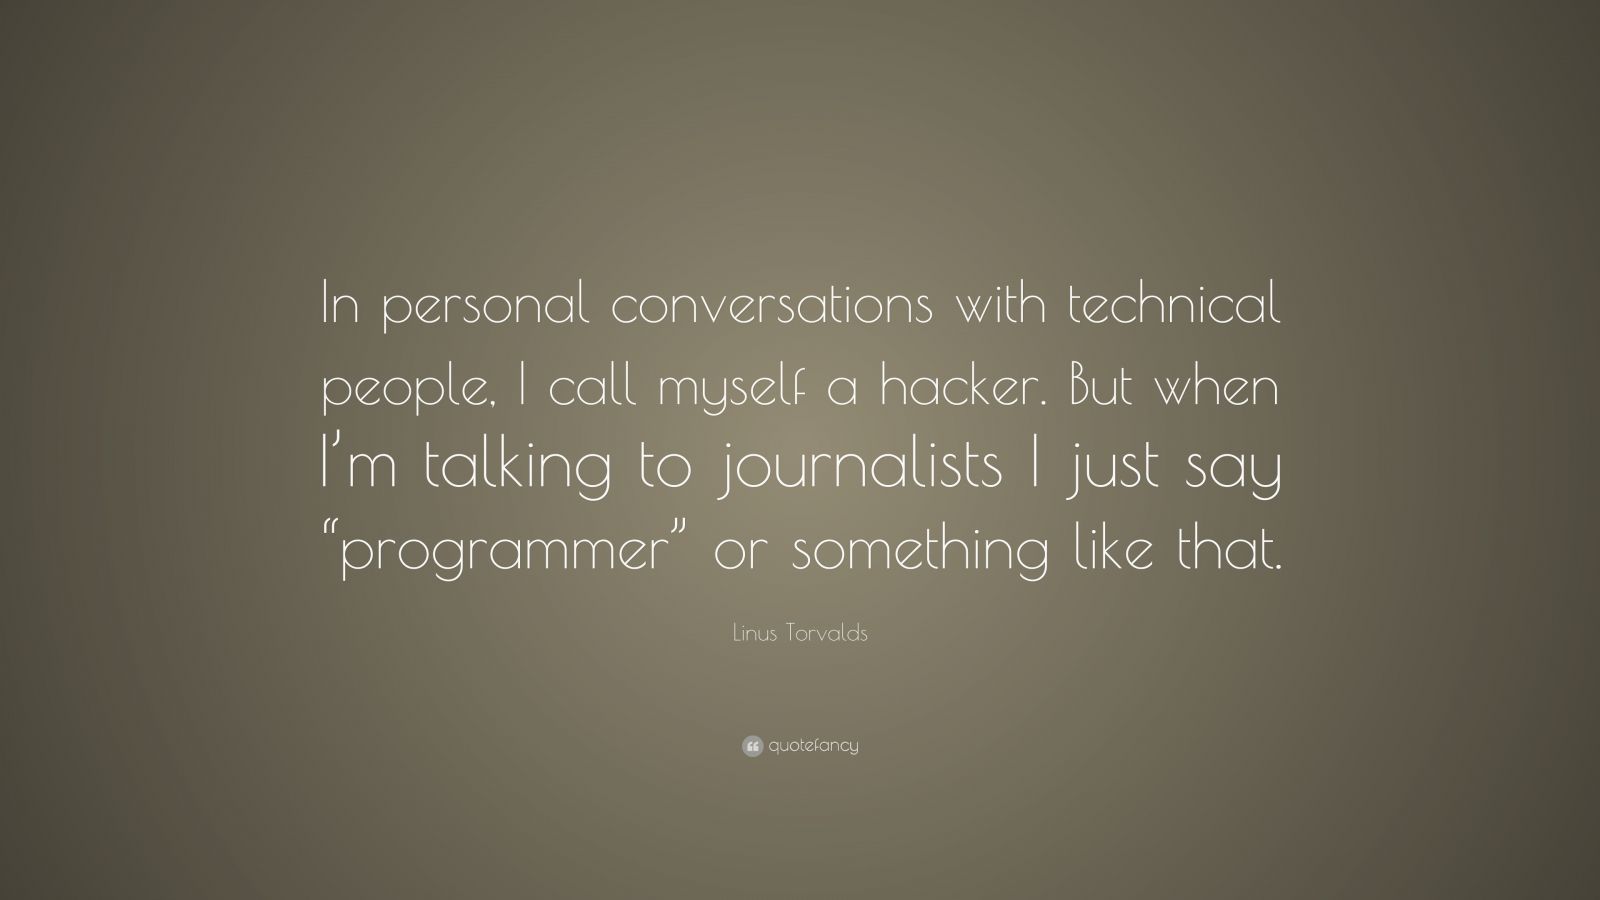 In personal conversations with technical
people, I call myself a hacker. But when
I’m talking to journalists I just say
“programmer” or something like that.
Linus Torvalds
quotefancy